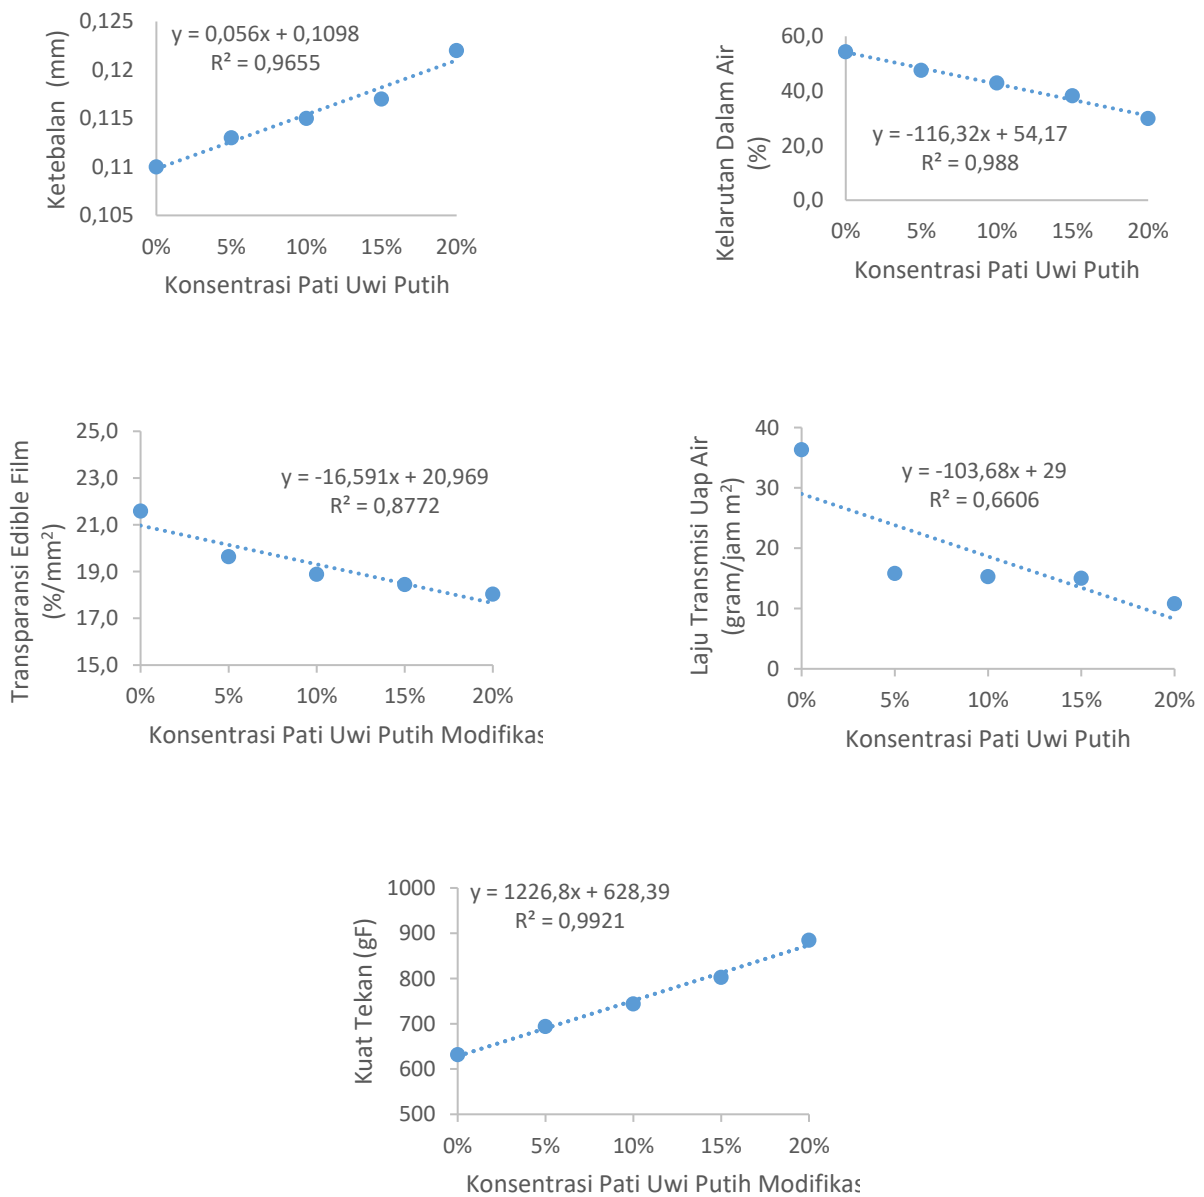 0,125
0,12
0,115
0,11
0,105
Ketebalan (mm)
y = 0,056x + 0,1098
R² = 0,9655
0% 5% 10% 15% 20%
Konsentrasi Pati Uwi Putih
60,0
40,0
20,0
0,0
Kelarutan Dalam Air
(%)
y = -116,32x + 54,17
R² = 0,988
0% 5% 10% 15% 20%
Konsentrasi Pati Uwi Putih
25,0
23,0
21,0
19,0
17,0
15,0
Transparansi Edible Film
(%/mm²)
y = -16,591x + 20,969
R² = 0,8772
0% 5% 10% 15% 20%
Konsentrasi Pati Uwi Putih Modifikas
40
30
20
10
0
Laju Transmisi Uap Air
(gram/jam m²)
y = -103,68x + 29
R² = 0,6606
0% 5% 10% 15% 20%
Konsentrasi Pati Uwi Putih
1000
900
800
700
600
500
Kuat Tekan (gF)
y = 1226,8x + 628,39
R² = 0,9921
0% 5% 10% 15% 20%
Konsentrasi Pati Uwi Putih Modifikas